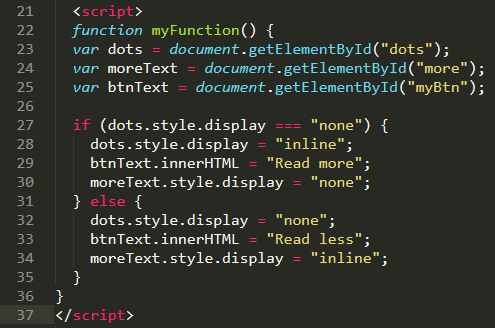 21 <script>
22 function myFunction() {
23 var dots = document.getElementById("dots");
24 var moreText = document.getElementById("more");
25 var btnText = document.getElementById("myBtn");
26
27 if (dots.style.display === "none") {
28 dots.style.display = "inline";
29 btnText.innerHTML = "Read more";
30 moreText.style.display = "none";
31 } else {
32 dots.style.display = "none";
33 btnText.innerHTML = "Read less";
34 moreText.style.display = "inline";
35 }
36 }
37 </script>